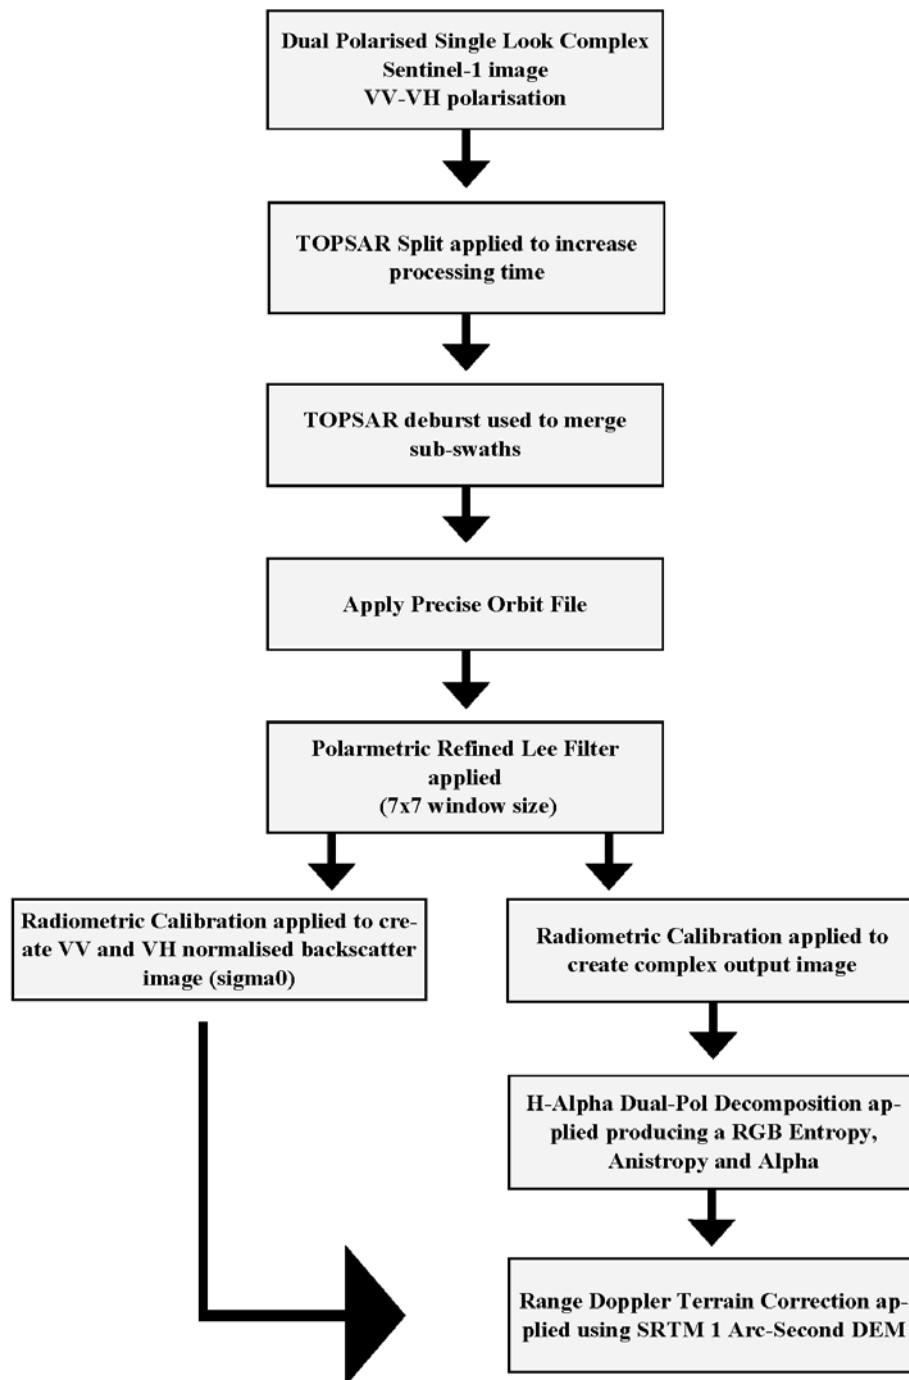 Dual Polarised Single Look Complex
Sentinel-1 image
VV-VH polarisation
TOPSAR Split applied to increase
processing time
TOPSAR deburst used to merge
sub-swaths
Apply Precise Orbit File
Polarmetric Refined Lee Filter
applied
(7x7 window size)
Radiometric Calibration applied to cre-
ate VV and VH normalised backscatter
image (sigma0)
Radiometric Calibration applied to
create complex output image
H-Alpha Dual-Pol Decomposition ap-
plied producing a RGB Entropy,
Anistropy and Alpha
Range Doppler Terrain Correction ap-
plied using SRTM 1 Arc-Second DEM